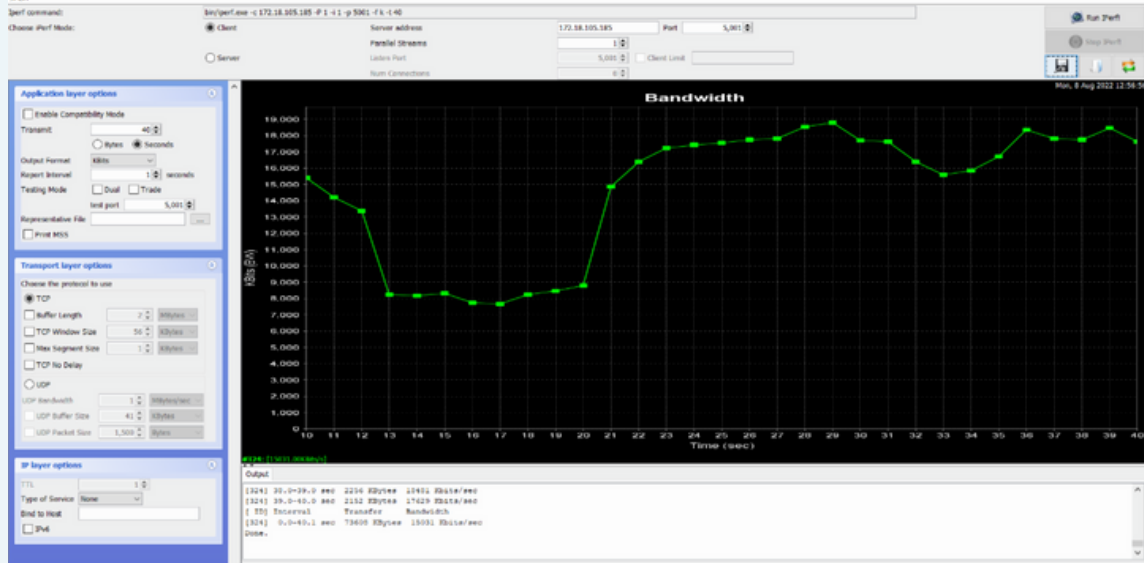 Iperf command:
bin/iperf.exe -c 172.18.105.185 -P 1 -i 1 -p 5001 -f k -t 40
Choose iPerf Mode:
Client
Server address
172.18.105.185
Port
5,001
Parallel Streams
1
Server
Listen Port
5,001
Client Limit
Num Connections
0
Run IPerf!
Stop IPerf!
Mon, 8 Aug 2022 12:56:5
Application layer options
Enable Compatibility Mode
Transmit
40
Bytes
Seconds
Output Format
KBits
Report Interval
1
seconds
Testing Mode
Dual
Trade
test port
5,001
Representative File
...
Print MSS
Transport layer options
Choose the protocol to use
TCP
Buffer Length
2
MBytes
TCP Window Size
56
KBytes
Max Segment Size
1
KBytes
TCP No Delay
UDP
UDP Bandwidth
1
MBytes/sec
UDP Buffer Size
41
KBytes
UDP Packet Size
1,500
Bytes
IP layer options
TTL
1
Type of Service
None
Bind to Host
IPv6
Bandwidth
KBits (BW)
19.000
18.000
17.000
16.000
15.000
14.000
13.000
12.000
11.000
10.000
9.000
8.000
7.000
6.000
5.000
4.000
3.000
2.000
1.000
0
10 11 12 13 14 15 16 17 18 19 20 21 22 23 24 25 26 27 28 29 30 31 32 33 34 35 36 37 38 39 40
Time (sec)
Output
[324] 38.0-39.0 sec 2256 KBytes 18481 Kbits/sec
[324] 39.0-40.0 sec 2152 KBytes 17629 Kbits/sec
[ ID] Interval Transfer Bandwidth
[324] 0.0-40.1 sec 73608 KBytes 15031 Kbits/sec
Done.